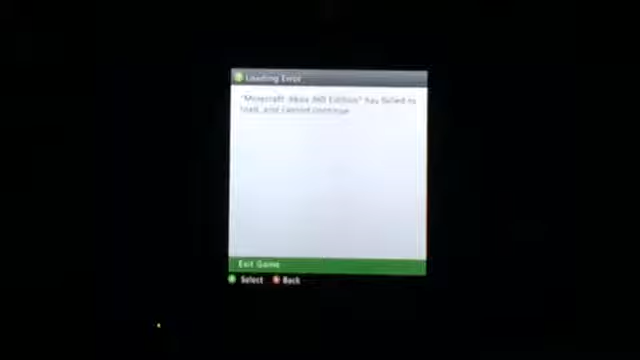 Loading Error
"Minecraft: Xbox 360 Edition" has failed to
load, and cannot continue.
Exit Game
Select Back